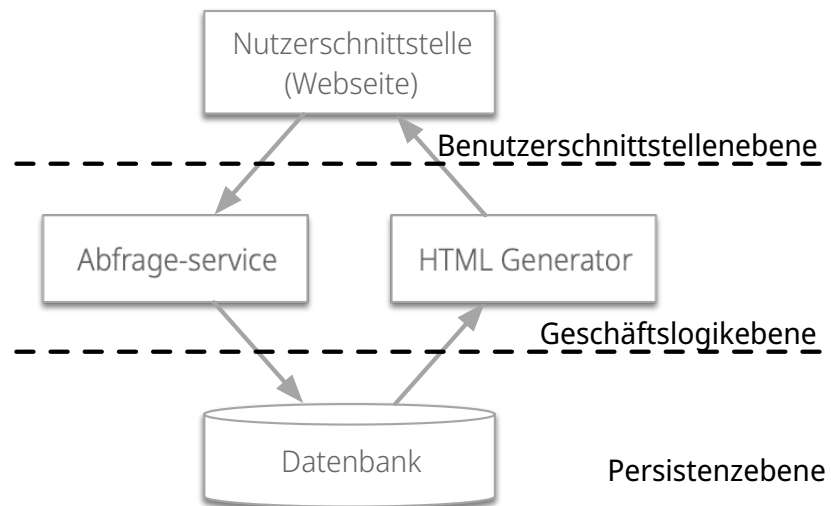 Nutzerschnittstelle
(Webseite)
Benutzerschnittstellenebene
Abfrage-service
HTML Generator
Geschäftslogikebene
Datenbank
Persistenzebene